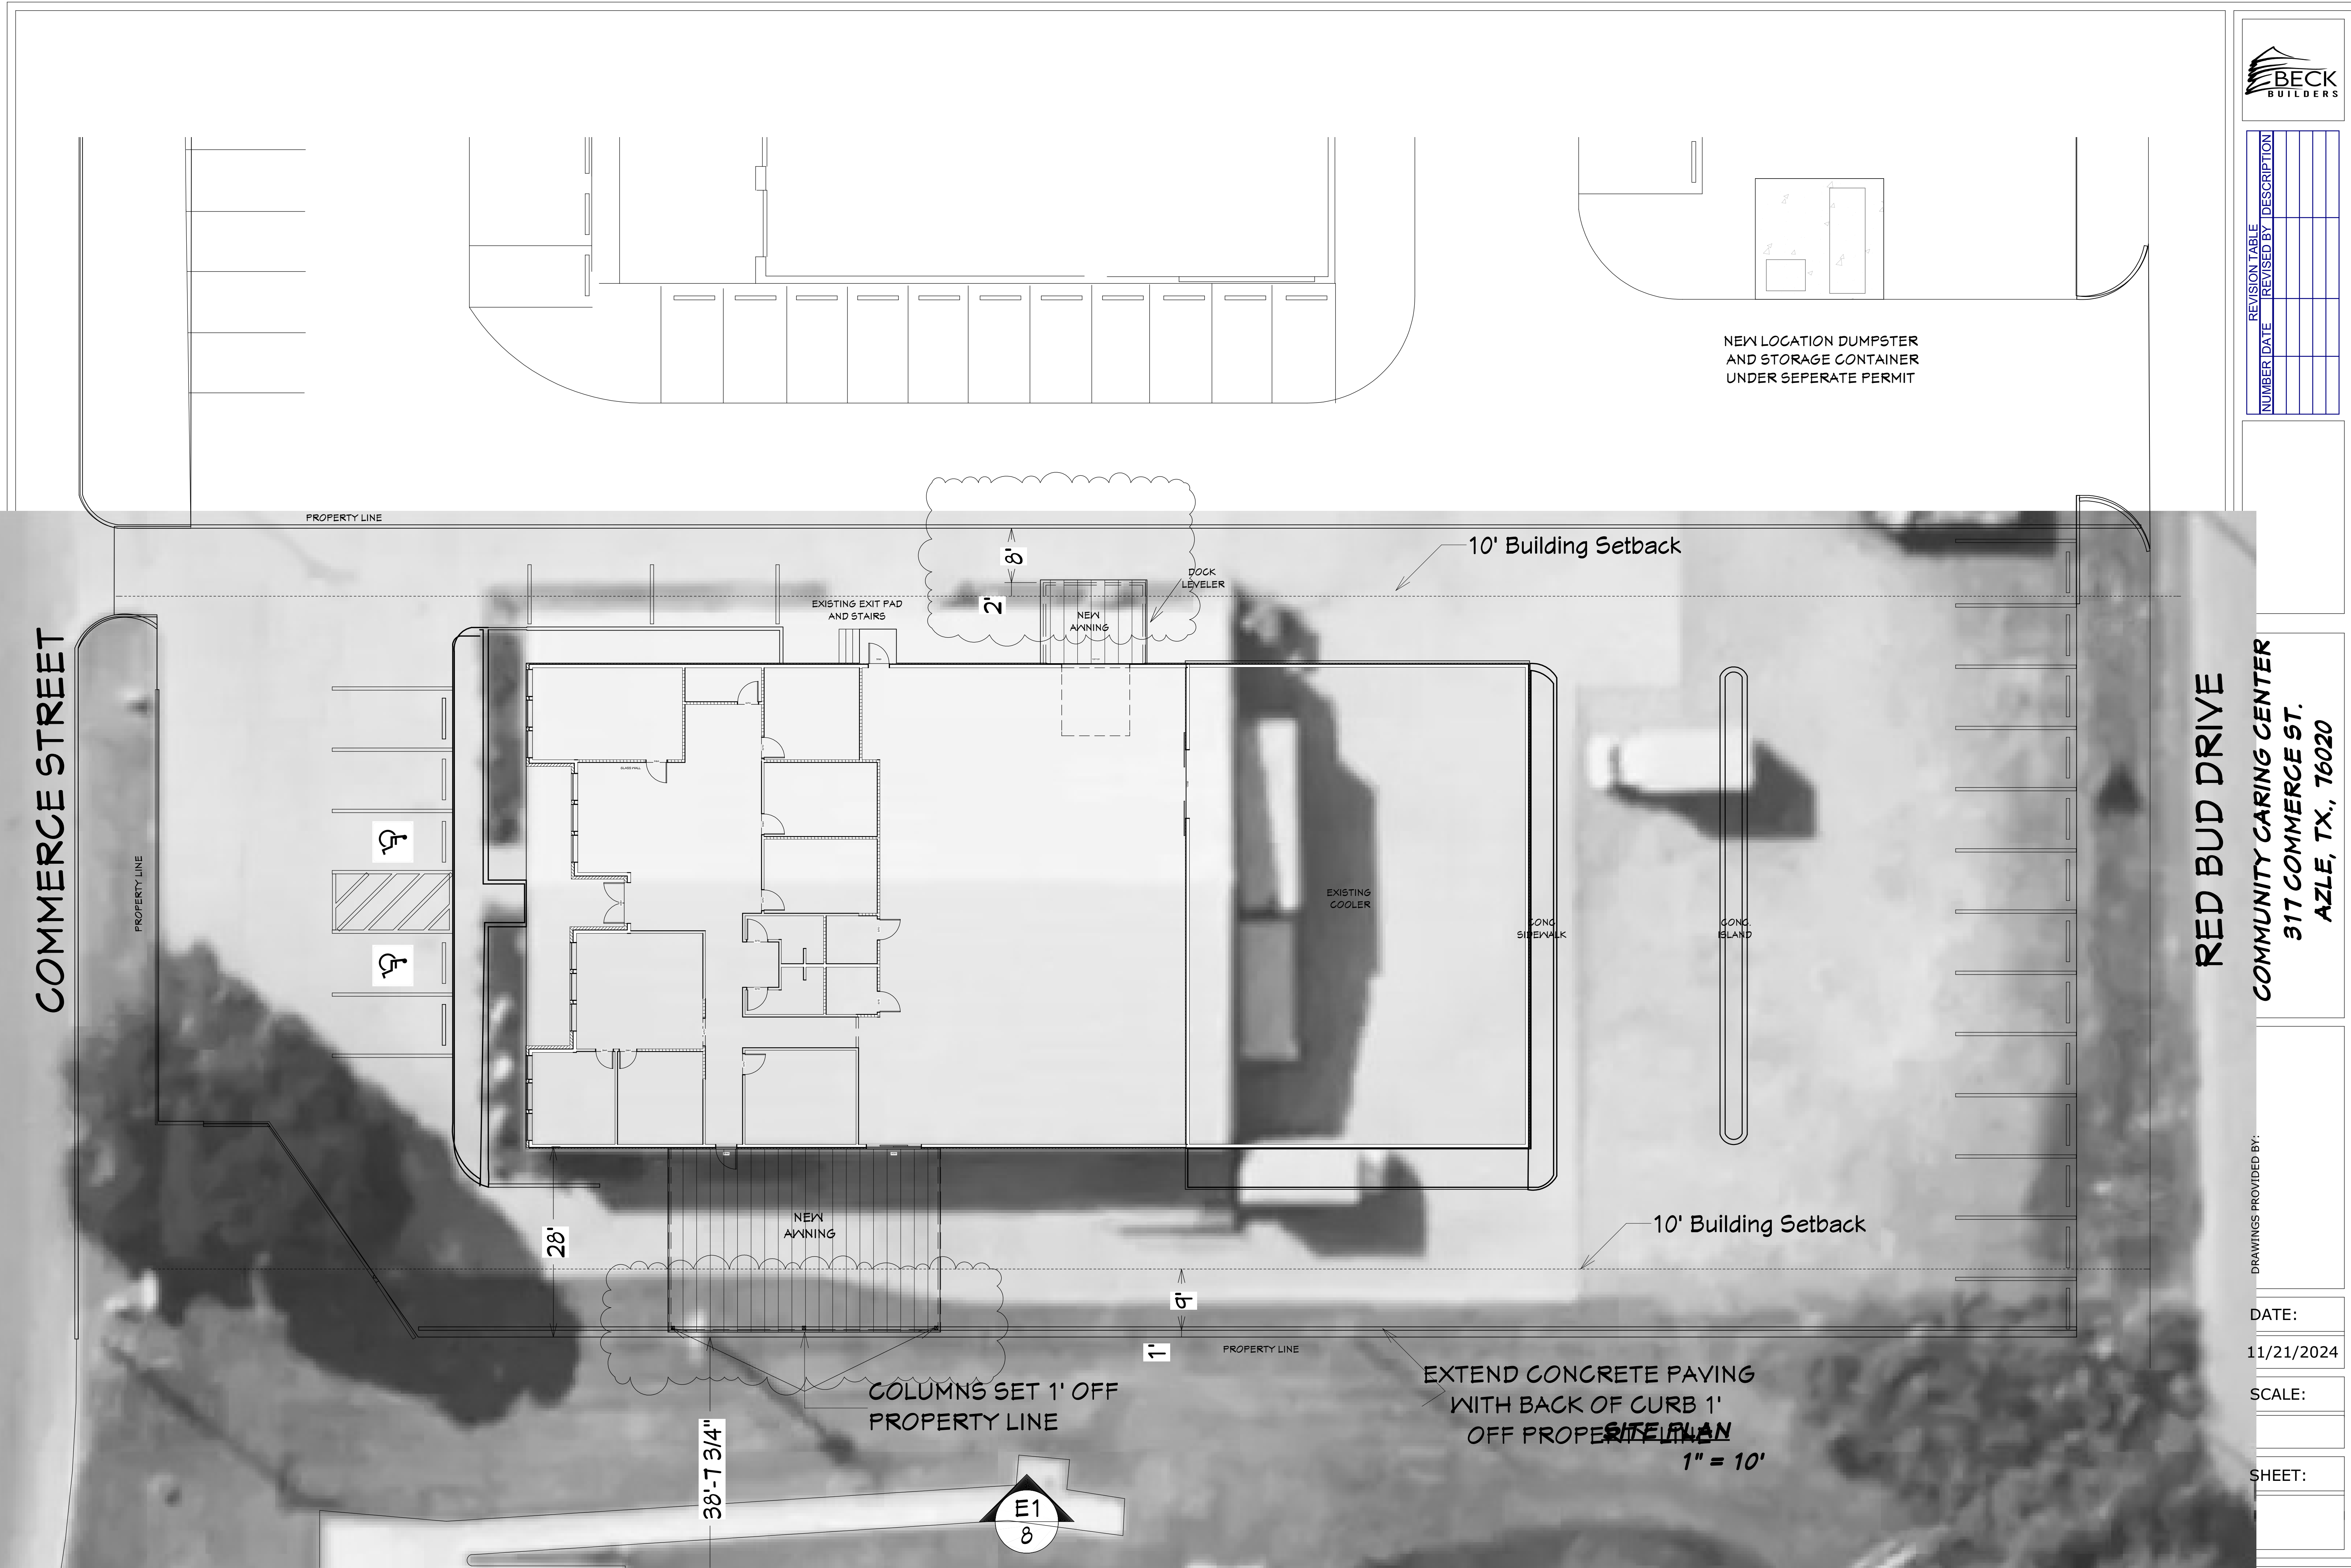 BECK
BUILDERS
REVISION TABLE
NUMBER DATE REVISED BY DESCRIPTION
NEW LOCATION DUMPSTER
AND STORAGE CONTAINER
UNDER SEPERATE PERMIT
PROPERTY LINE
8'
10' Building Setback
DOCK
LEVELER
2'
EXISTING EXIT PAD
AND STAIRS
NEW
AWNING
COMMERCE STREET
PROPERTY LINE
EXISTING
COOLER
CONC.
SIDEWALK
CONC.
ISLAND
RED BUD DRIVE
COMMUNITY CARING CENTER
317 COMMERCE ST.
AZLE, TX., 76020
28'
NEW
AWNING
10' Building Setback
9'
1'
PROPERTY LINE
COLUMNS SET 1' OFF
PROPERTY LINE
EXTEND CONCRETE PAVING
WITH BACK OF CURB 1'
OFF PROPERTY LINE
SITE PLAN
1" = 10'
38'-7 3/4"
E1
8
DRAWINGS PROVIDED BY:
DATE:
11/21/2024
SCALE:
SHEET: